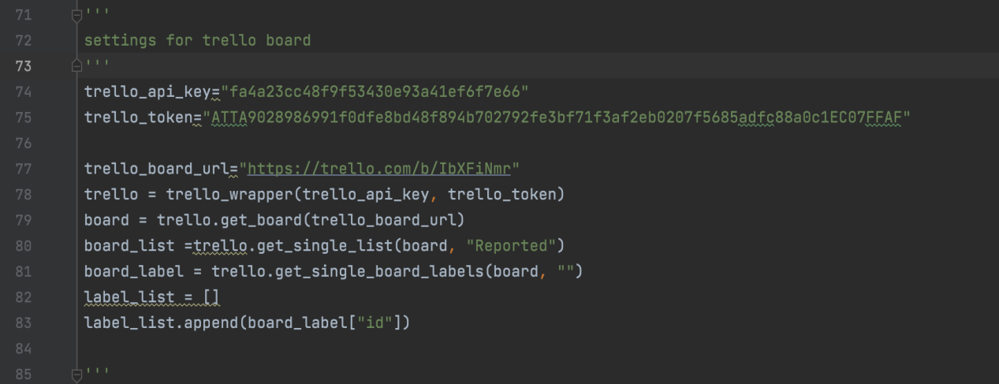 71 '''
72 settings for trello board
73 '''
74 trello_api_key="fa4a23cc48f9f53430e93a41ef6f7e66"
75 trello_token="ATTA9028986991f0dfe8bd48f894b702792fe3bf71f3af2eb0207f5685adfc88a0c1EC07FFAF"
76
77 trello_board_url="https://trello.com/b/IbXFiNmr"
78 trello = trello_wrapper(trello_api_key, trello_token)
79 board = trello.get_board(trello_board_url)
80 board_list =trello.get_single_list(board, "Reported")
81 board_label = trello.get_single_board_labels(board, "")
82 label_list = []
83 label_list.append(board_label["id"])
84
85 '''